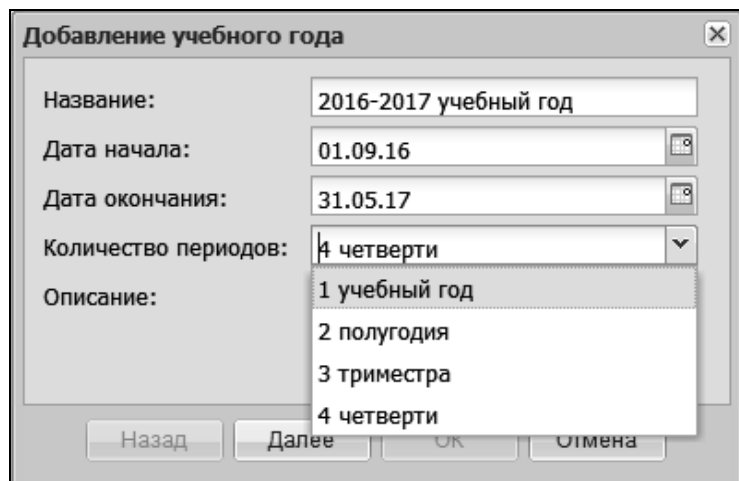 Добавление учебного года
Название: 2016-2017 учебный год
Дата начала: 01.09.16
Дата окончания: 31.05.17
Количество периодов: 4 четверти
Описание: 1 учебный год
2 полугодия
3 триместра
4 четверти
Назад Далее ОК Отмена